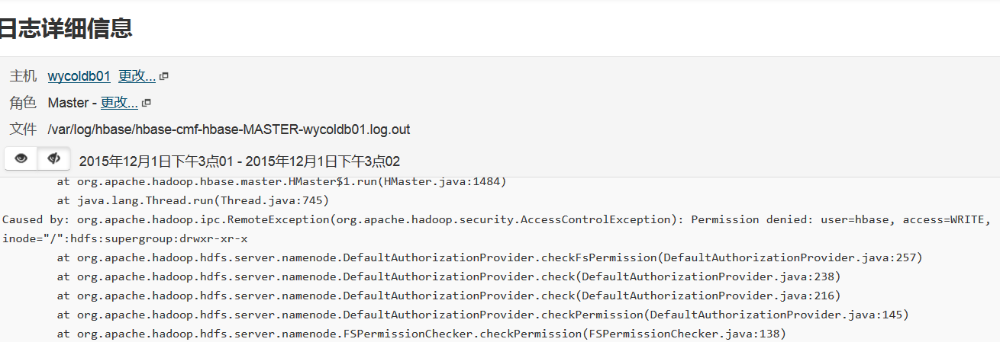 日志详细信息
主机 wycoldb01 更改...
角色 Master - 更改...
文件 /var/log/hbase/hbase-cmf-hbase-MASTER-wycoldb01.log.out
2015年12月1日下午3点01 - 2015年12月1日下午3点02
at org.apache.hadoop.hbase.master.HMaster$1.run(HMaster.java:1484)
at java.lang.Thread.run(Thread.java:745)
Caused by: org.apache.hadoop.ipc.RemoteException(org.apache.hadoop.security.AccessControlException): Permission denied: user=hbase, access=WRITE,
inode="/":hdfs:supergroup:drwxr-xr-x
at org.apache.hadoop.hdfs.server.namenode.DefaultAuthorizationProvider.checkFsPermission(DefaultAuthorizationProvider.java:257)
at org.apache.hadoop.hdfs.server.namenode.DefaultAuthorizationProvider.check(DefaultAuthorizationProvider.java:238)
at org.apache.hadoop.hdfs.server.namenode.DefaultAuthorizationProvider.check(DefaultAuthorizationProvider.java:216)
at org.apache.hadoop.hdfs.server.namenode.DefaultAuthorizationProvider.checkPermission(DefaultAuthorizationProvider.java:145)
at org.apache.hadoop.hdfs.server.namenode.FSPermissionChecker.checkPermission(FSPermissionChecker.java:138)